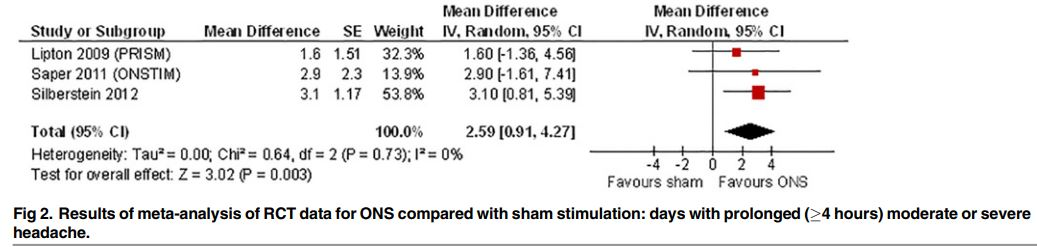 Mean Difference Mean Difference
Study or Subgroup Mean Difference SE Weight IV, Random, 95% CI IV, Random, 95% CI
Lipton 2009 (PRISM) 1.6 1.51 32.3% 1.60 [-1.36, 4.56]
Saper 2011 (ONSTIM) 2.9 2.3 13.9% 2.90 [-1.61, 7.41]
Silberstein 2012 3.1 1.17 53.8% 3.10 [0.81, 5.39]
Total (95% CI) 100.0% 2.59 [0.91, 4.27]
Heterogeneity: Tau² = 0.00; Chi² = 0.64, df = 2 (P = 0.73); I² = 0%
Test for overall effect: Z = 3.02 (P = 0.003)
-4 -2 0 2 4
Favours sham Favours ONS
Fig 2. Results of meta-analysis of RCT data for ONS compared with sham stimulation: days with prolonged (≥4 hours) moderate or severe
headache.